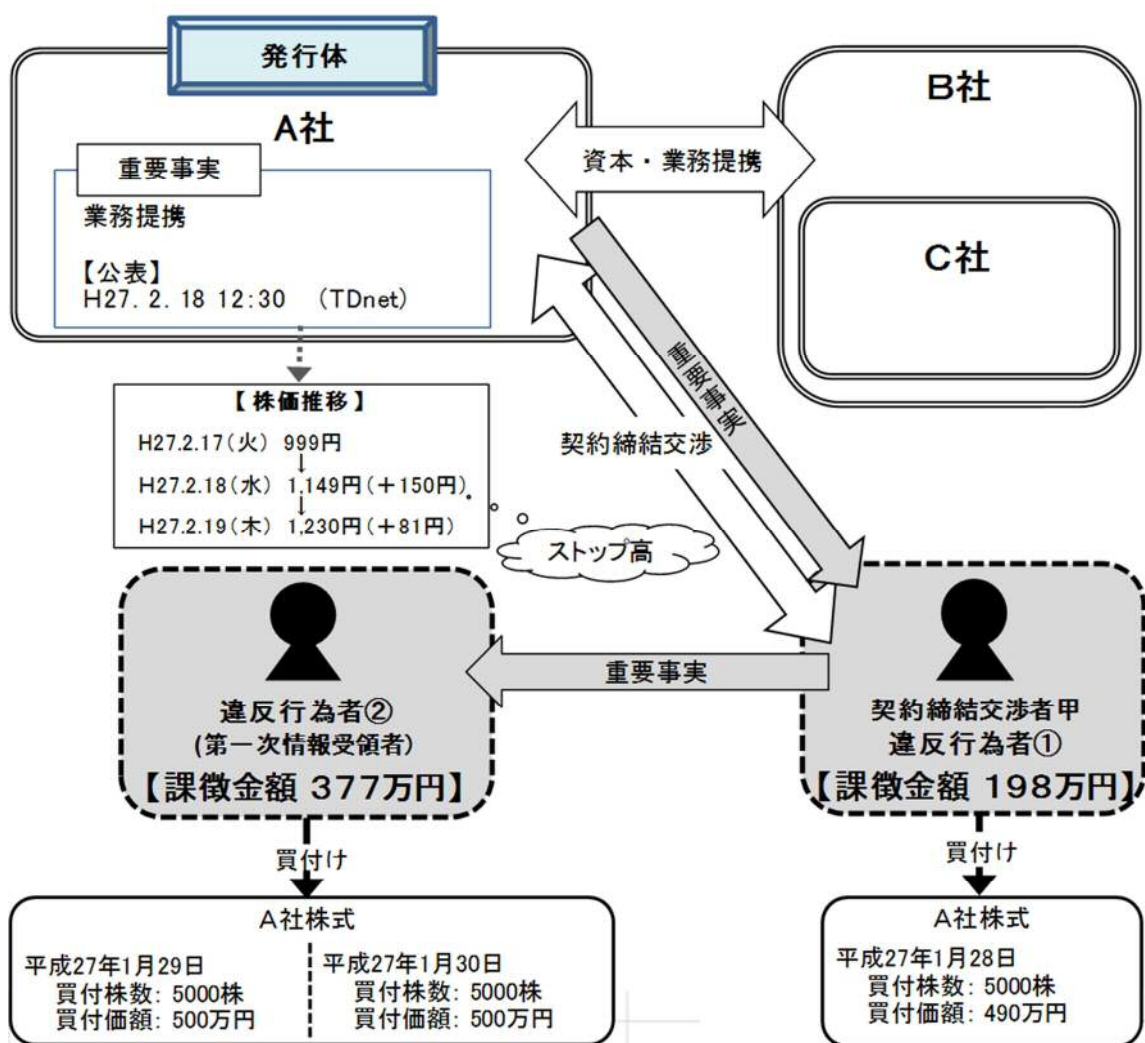 発行体
A社
重要事実
業務提携
【公表】
H27. 2. 18 12:30 （TDnet）
資本・業務提携
B社
C社
重要事実
契約締結交渉
【 株価推移 】
H27.2.17（火） 999円
↓
H27.2.18（水） 1,149円（＋150円）
↓
H27.2.19（木） 1,230円（＋81円）
ストップ高
重要事実
違反行為者②
(第一次情報受領者)
【課徴金額 377万円】
契約締結交渉者甲
違反行為者①
【課徴金額 198万円】
買付け
買付け
A社株式
平成27年1月29日
買付株数: 5000株
買付価額: 500万円
平成27年1月30日
買付株数: 5000株
買付価額: 500万円
A社株式
平成27年1月28日
買付株数: 5000株
買付価額: 490万円